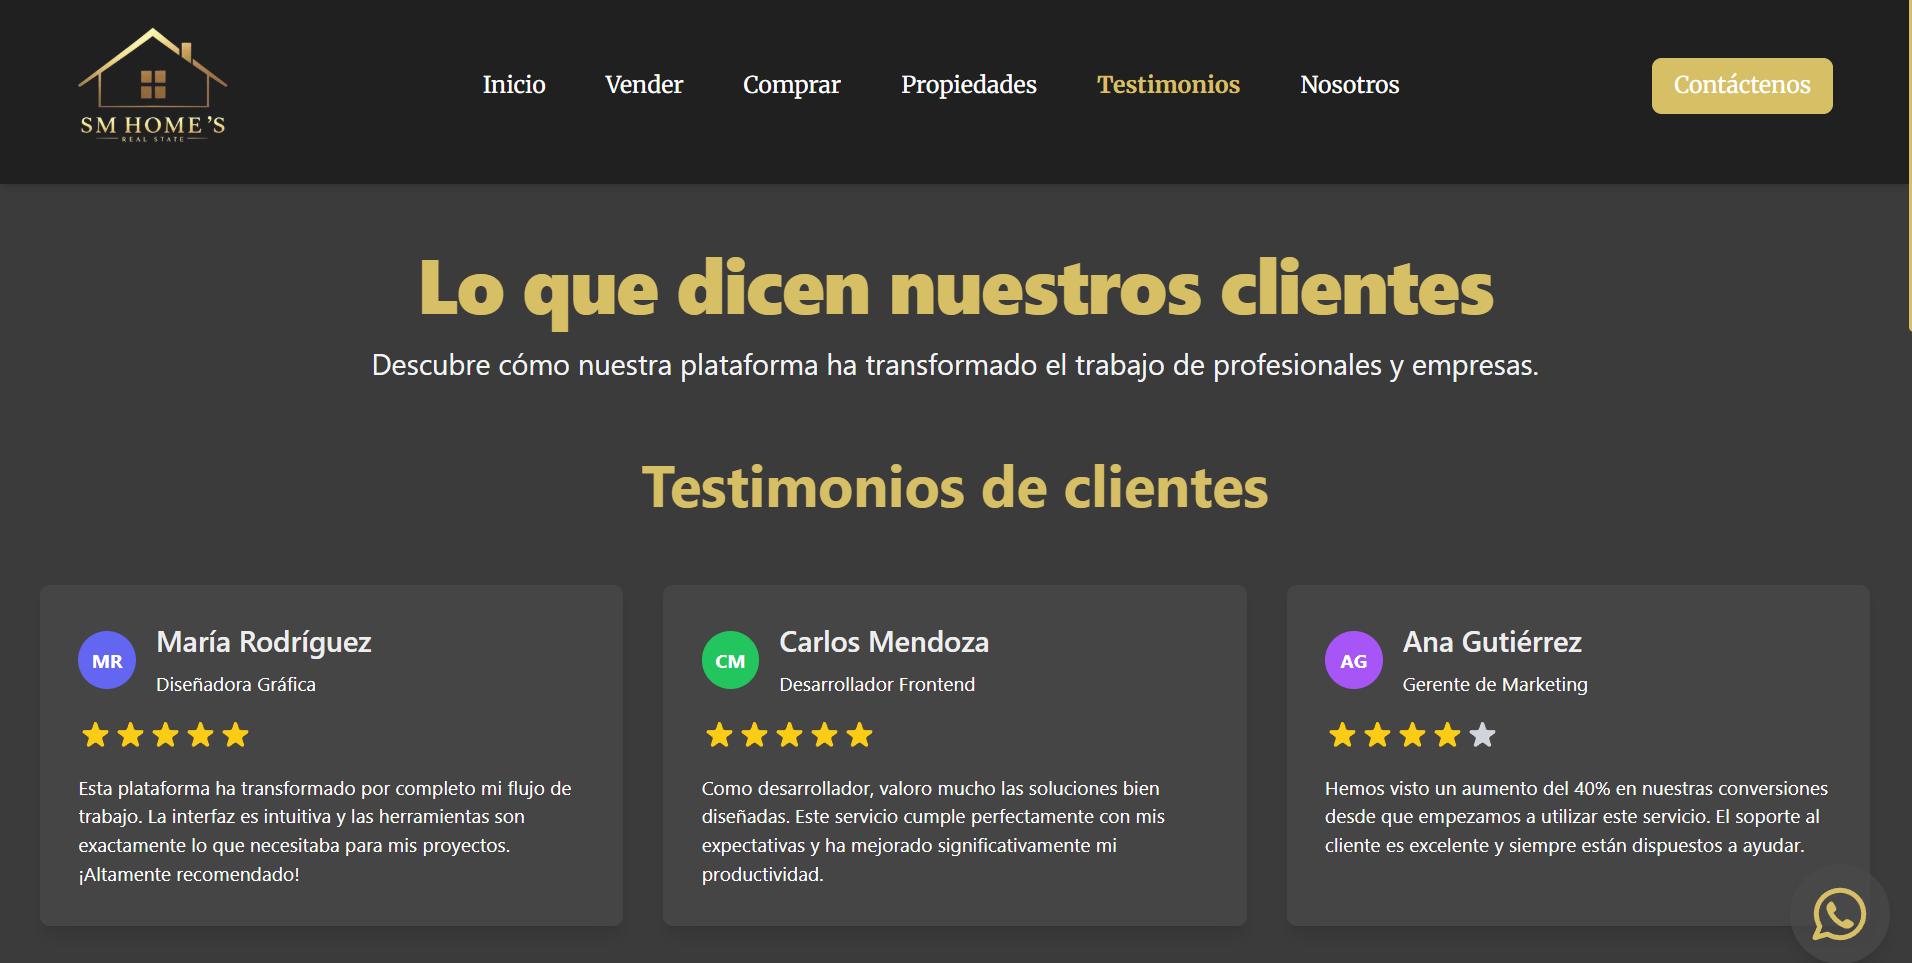 SM HOME'S
REAL STATE
Inicio
Vender
Comprar
Propiedades
Testimonios
Nosotros
Contáctenos
Lo que dicen nuestros clientes
Descubre cómo nuestra plataforma ha transformado el trabajo de profesionales y empresas.
Testimonios de clientes
MR
María Rodríguez
Diseñadora Gráfica
Esta plataforma ha transformado por completo mi flujo de
trabajo. La interfaz es intuitiva y las herramientas son
exactamente lo que necesitaba para mis proyectos.
¡Altamente recomendado!
CM
Carlos Mendoza
Desarrollador Frontend
Como desarrollador, valoro mucho las soluciones bien
diseñadas. Este servicio cumple perfectamente con mis
expectativas y ha mejorado significativamente mi
productividad.
AG
Ana Gutiérrez
Gerente de Marketing
Hemos visto un aumento del 40% en nuestras conversiones
desde que empezamos a utilizar este servicio. El soporte al
cliente es excelente y siempre están dispuestos a ayudar.